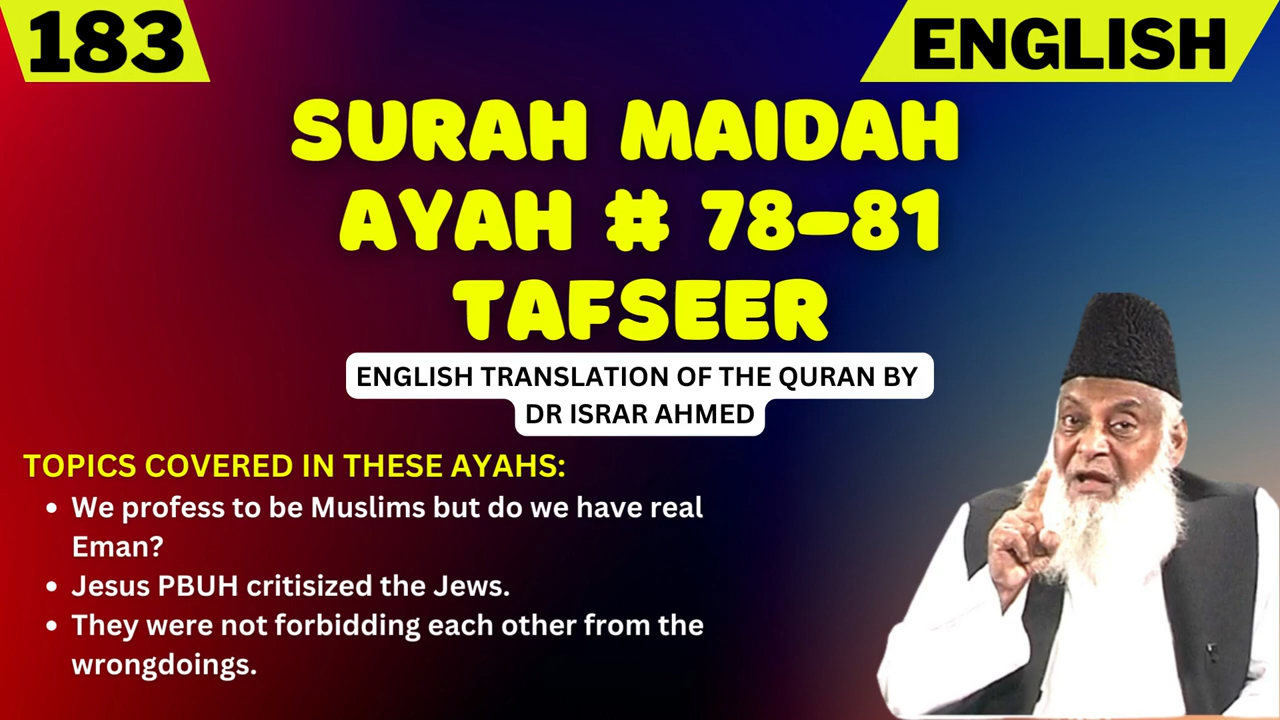 183
ENGLISH
SURAH MAIDAH
AYAH # 78-81
TAFSEER
ENGLISH TRANSLATION OF THE QURAN BY
DR ISRAR AHMED
TOPICS COVERED IN THESE AYAHS:
• We profess to be Muslims but do we have real
Eman?
• Jesus PBUH critisized the Jews.
• They were not forbidding each other from the
wrongdoings.